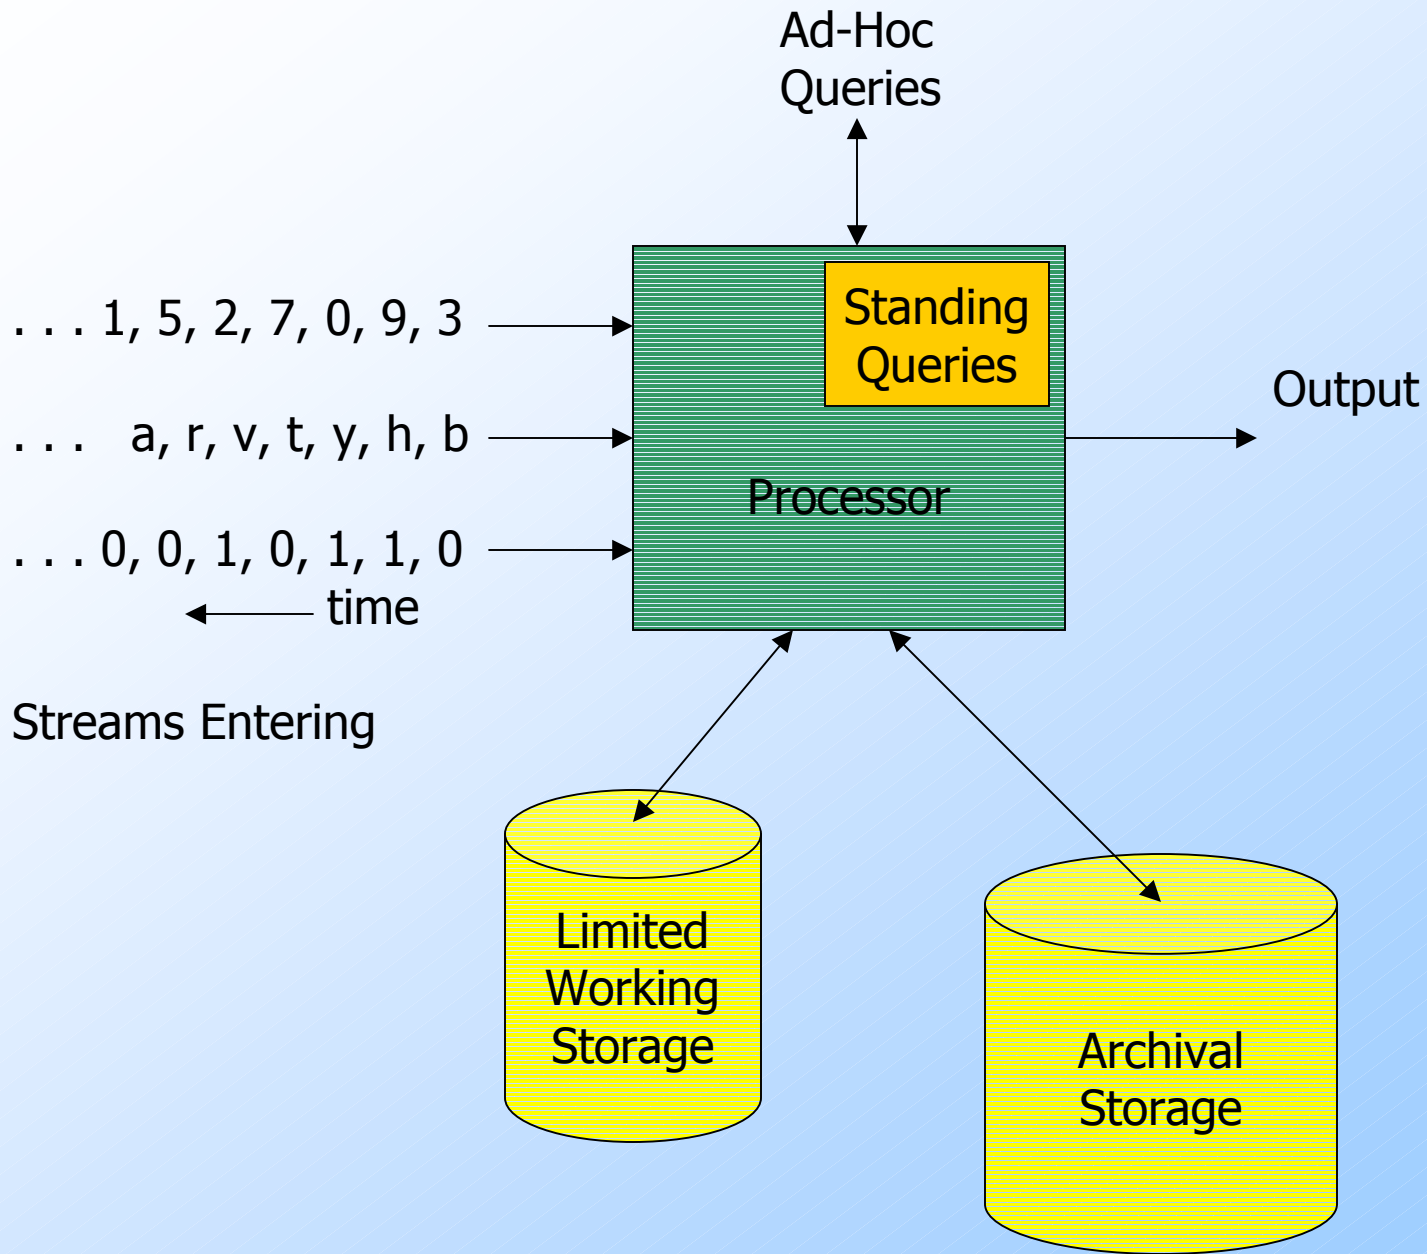 Ad-Hoc
Queries
. . . 1, 5, 2, 7, 0, 9, 3
Standing
Queries
Output
. . . a, r, v, t, y, h, b
Processor
. . . 0, 0, 1, 0, 1, 1, 0
time
Streams Entering
Limited
Working
Storage
Archival
Storage